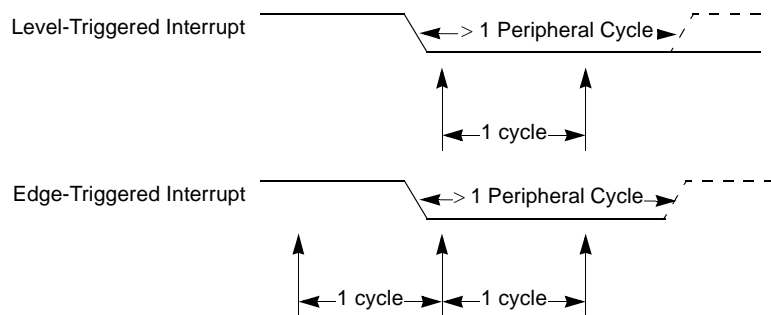 Level-Triggered Interrupt
> 1 Peripheral Cycle
1 cycle
Edge-Triggered Interrupt
> 1 Peripheral Cycle
1 cycle
1 cycle